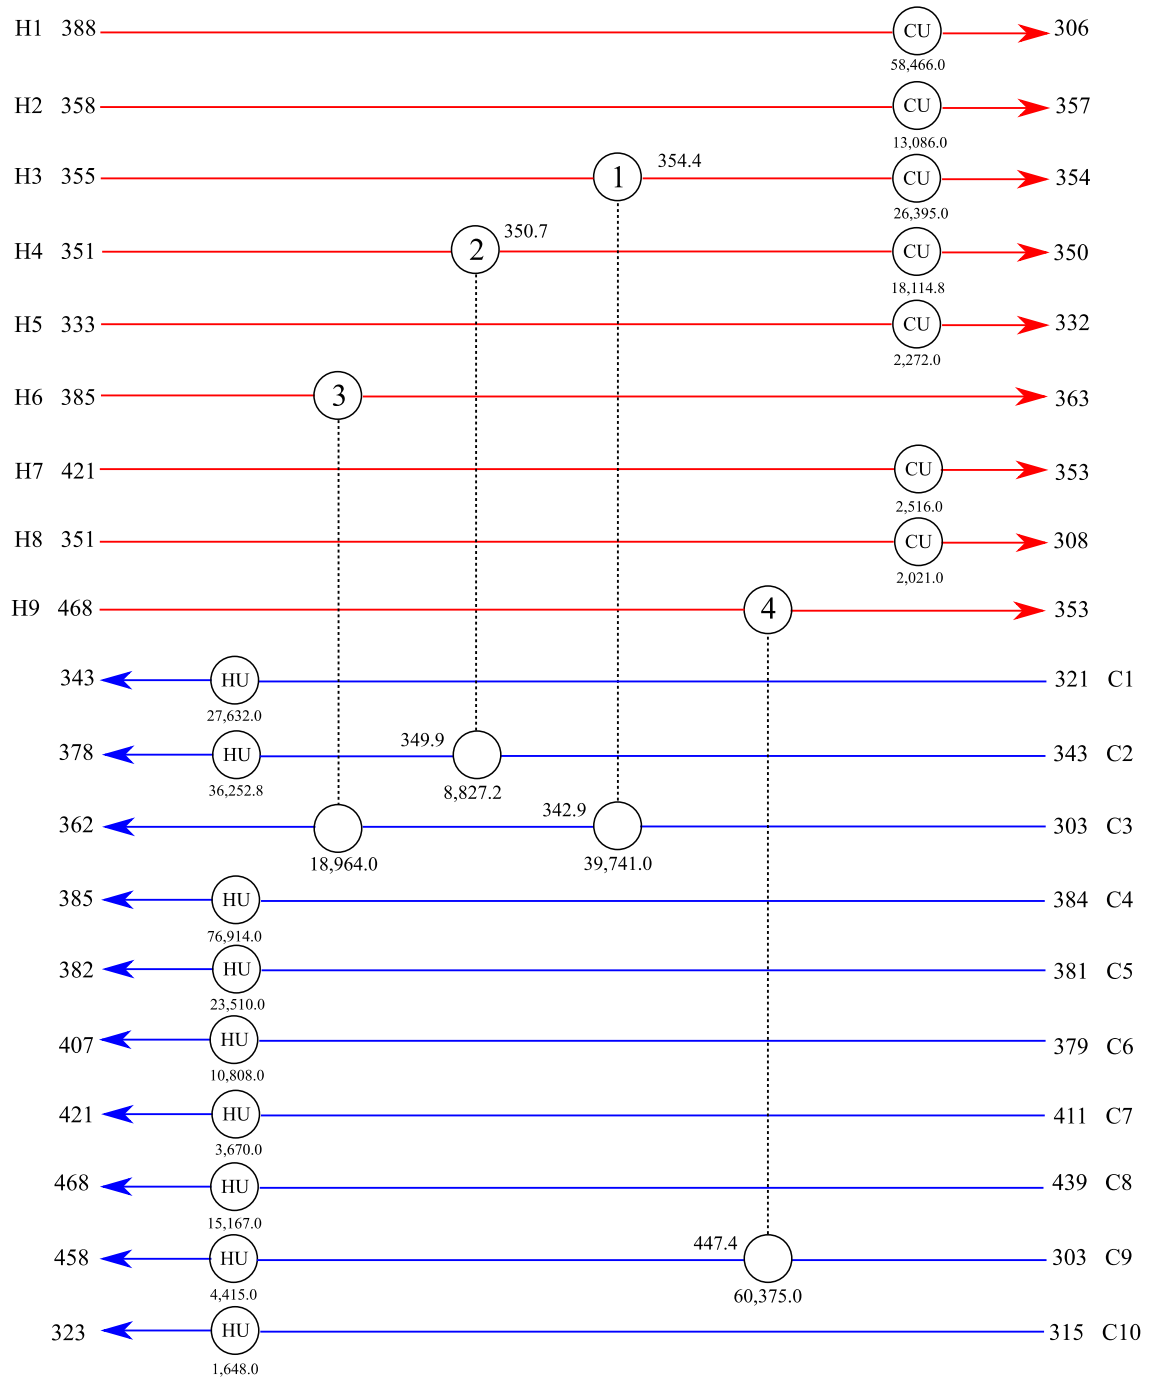 H1 388 CU 306
58,466.0
H2 358 CU 357
13,086.0
H3 355 1 354.4 CU 354
26,395.0
H4 351 2 350.7 CU 350
18,114.8
H5 333 CU 332
2,272.0
H6 385 3 363
H7 421 CU 353
2,516.0
H8 351 CU 308
2,021.0
H9 468 4 353
343 HU 321 C1
27,632.0
378 HU 349.9 343 C2
36,252.8 8,827.2
362 342.9 303 C3
18,964.0 39,741.0
385 HU 384 C4
76,914.0
382 HU 381 C5
23,510.0
407 HU 379 C6
10,808.0
421 HU 411 C7
3,670.0
468 HU 439 C8
15,167.0
458 HU 447.4 303 C9
4,415.0 60,375.0
323 HU 315 C10
1,648.0